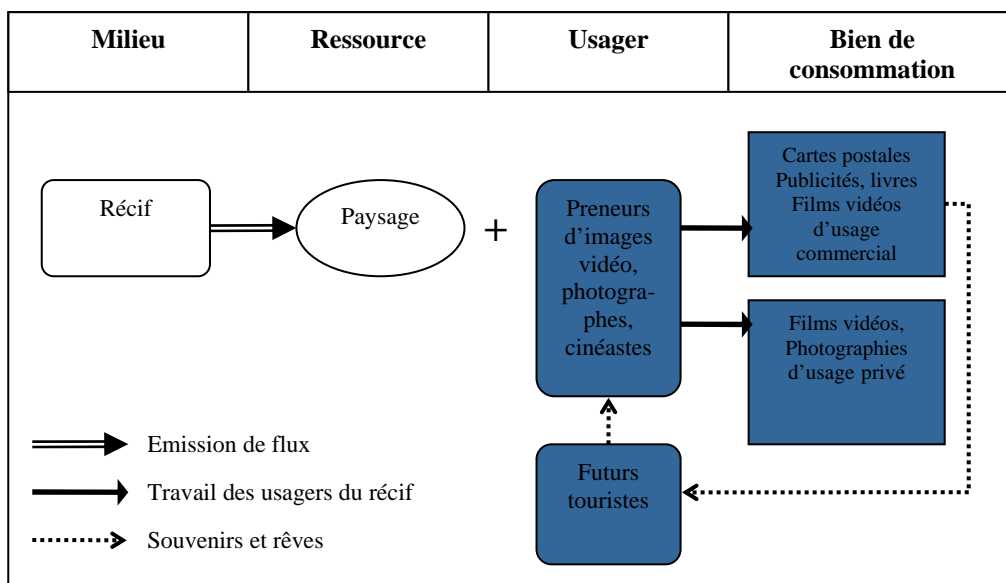 Milieu
Ressource
Usager
Bien de
consommation
Récif
Paysage
+
Preneurs
d'images
vidéo,
photogra-
phes,
cinéastes
Cartes postales
Publicités, livres
Films vidéos
d'usage
commercial
Films vidéos,
Photographies
d'usage privé
Futurs
touristes
Emission de flux
Travail des usagers du récif
Souvenirs et rêves